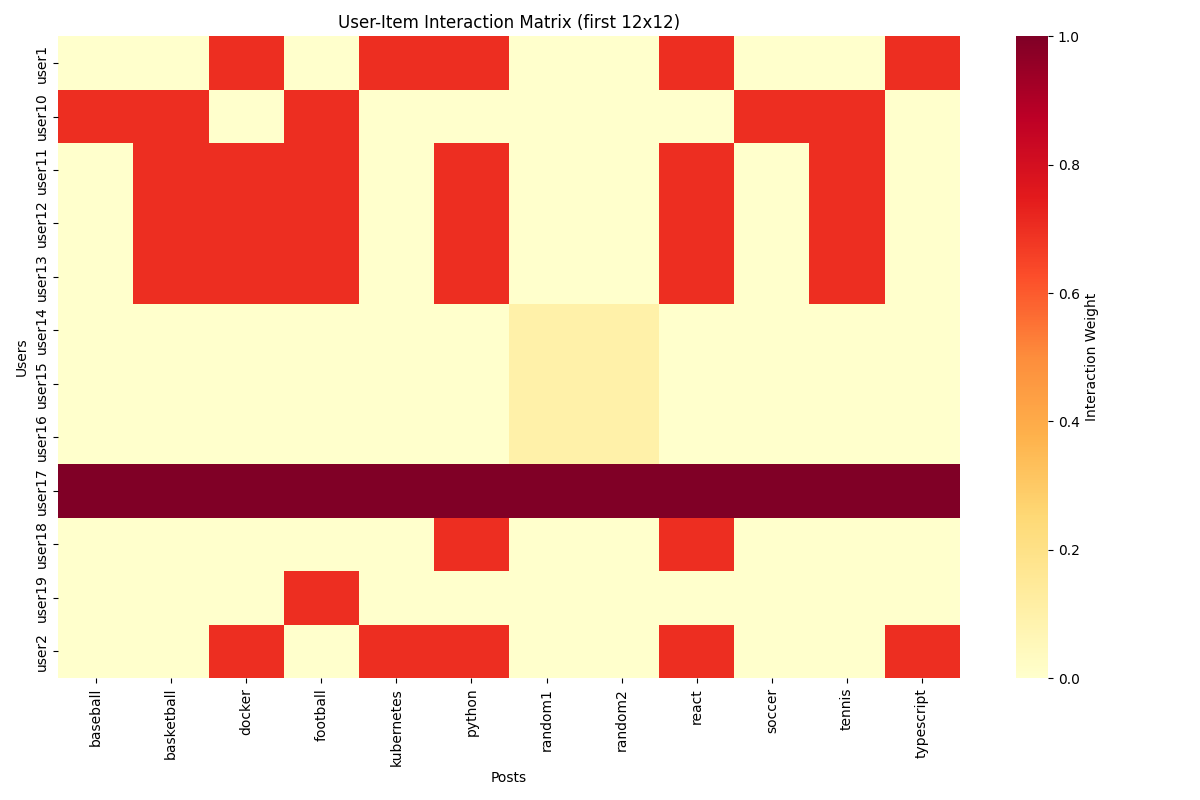 User-Item Interaction Matrix (first 12x12)
user1
user10
user11
user12
user13
user14
user15
user16
user17
user18
user19
user2
Users
baseball
basketball
docker
football
kubernetes
python
random1
random2
react
soccer
tennis
typescript
Posts
1.0
0.8
0.6
0.4
0.2
0.0
Interaction Weight